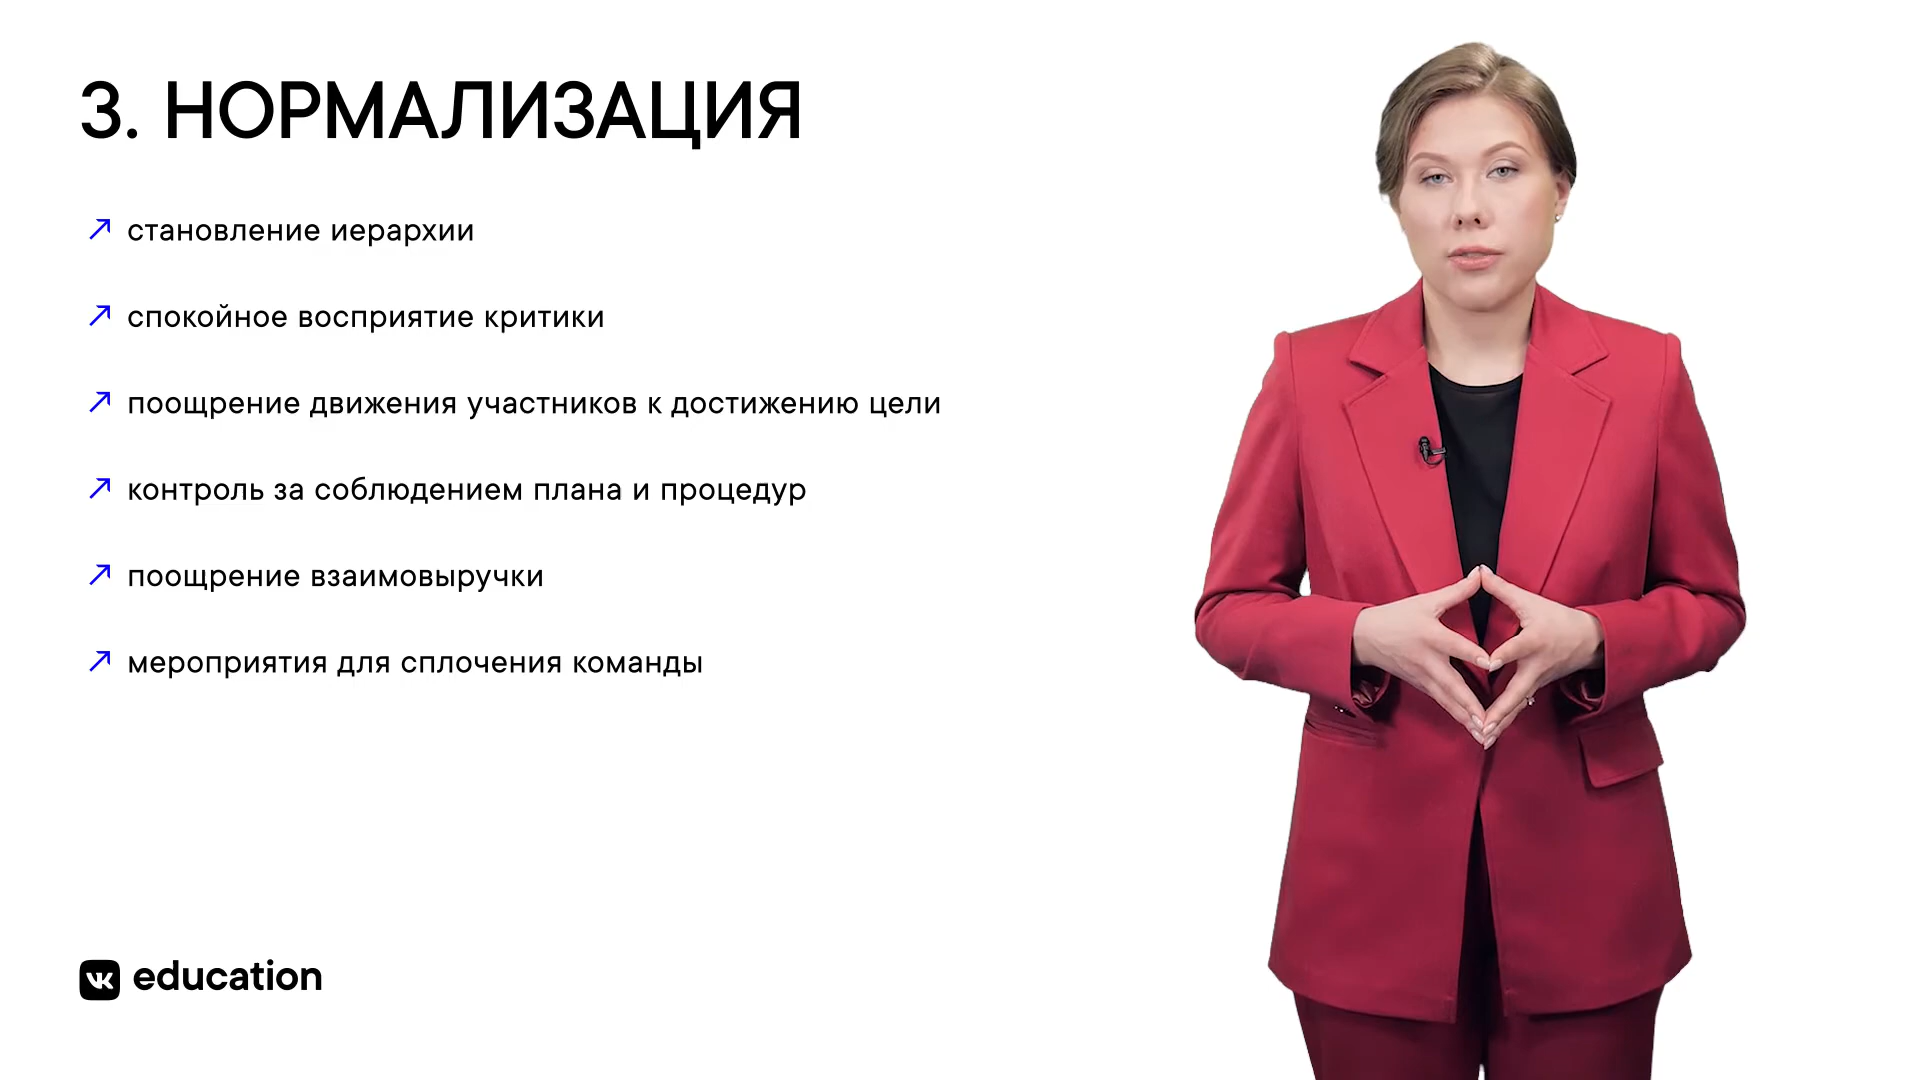 3. НОРМАЛИЗАЦИЯ
становление иерархии
спокойное восприятие критики
поощрение движения участников к достижению цели
контроль за соблюдением плана и процедур
поощрение взаимовыручки
мероприятия для сплочения команды
education